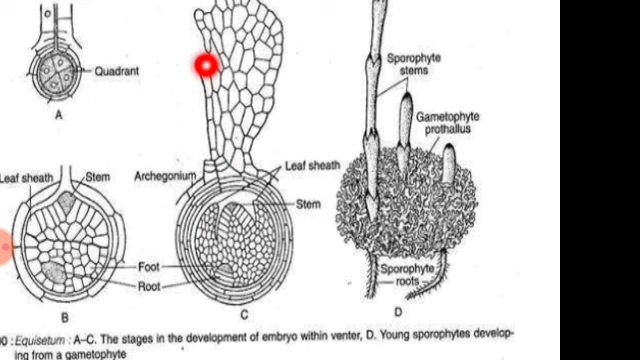 Quadrant
A
Sporophyte
stems
Gametophyte
prothallus
Leaf sheath
Stem
Archegonium
Leaf sheath
Stem
Foot
Root
Sporophyte
roots
B
C
D
0 : Equisetum : A–C. The stages in the development of embryo within venter, D. Young sporophytes develop-
ing from a gametophyte